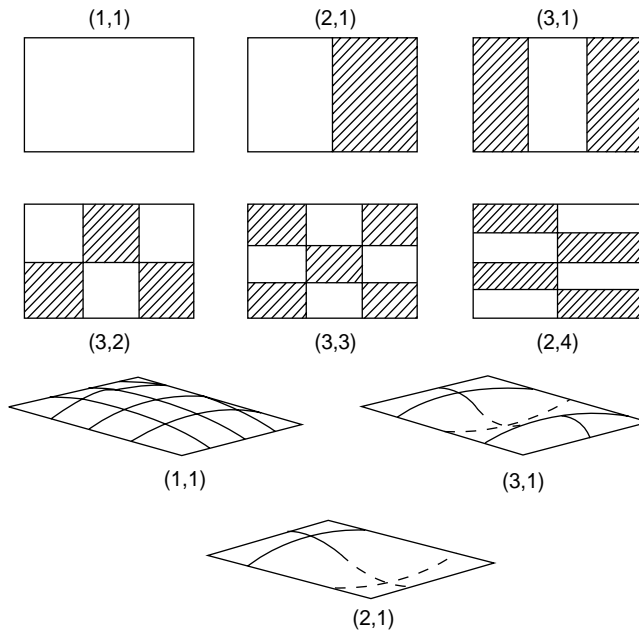 (1,1) (2,1) (3,1)
(3,2) (3,3) (2,4)
(1,1) (3,1)
(2,1)